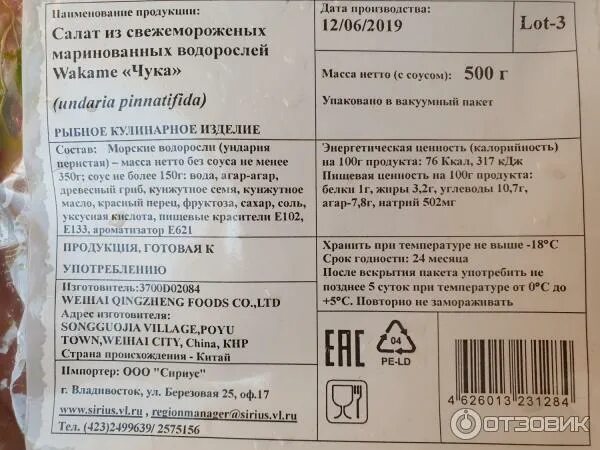 Наименование продукции:
Салат из свежемороженых
маринованных водорослей
Wakame «Чука»
(undaria pinnatifida)
РЫБНОЕ КУЛИНАРНОЕ ИЗДЕЛИЕ
Состав: Морские водоросли (ундария
перистая) – масса нетто без соуса не менее
350г; соус не более 150г: вода, агар-агар,
древесный гриб, кунжутное семя, кунжутное
масло, красный перец, фруктоза, сахар, соль,
уксусная кислота, пищевые красители Е102,
Е133, ароматизатор Е621
ПРОДУКЦИЯ, ГОТОВАЯ К
УПОТРЕБЛЕНИЮ
Изготовитель:3700D02084
WEIHAI QINGZHENG FOODS CO.,LTD
Адрес изготовителя:
SONGGUOJIA VILLAGE,POYU
TOWN,WEIHAI CITY, China, КНР
Страна происхождения - Китай
Импортер: ООО "Сириус"
г. Владивосток, ул. Березовая 25, оф.17
www.sirius.vl.ru, regionmanager@sirius.vl.ru
Тел. (423)2499639/ 2575156
Дата производства:
12/06/2019
Lot-3
Масса нетто (с соусом): 500 г
Упаковано в вакуумный пакет
Энергетическая ценность (калорийность)
на 100г продукта: 76 Ккал, 317 кДж
Пищевая ценность на 100г продукта:
белки 1г, жиры 3,2г, углеводы 10,7г,
агар-7,8г, натрий 502мг
Хранить при температуре не выше -18°C
Срок годности: 24 месяца
После вскрытия пакета употребить не
позднее 5 суток при температуре от 0°C до
+5°C. Повторно не замораживать
EAC
04
PE-LD
4 626013 231284
ОТЗОВИК